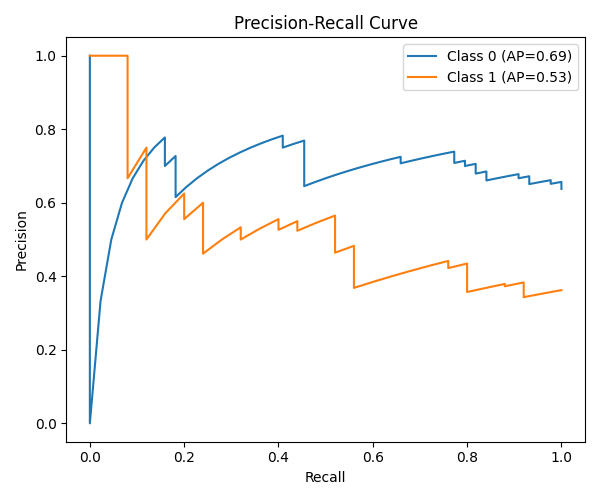 Precision-Recall Curve
Class 0 (AP=0.69)
Class 1 (AP=0.53)
Precision
1.0
0.8
0.6
0.4
0.2
0.0
0.0 0.2 0.4 0.6 0.8 1.0
Recall